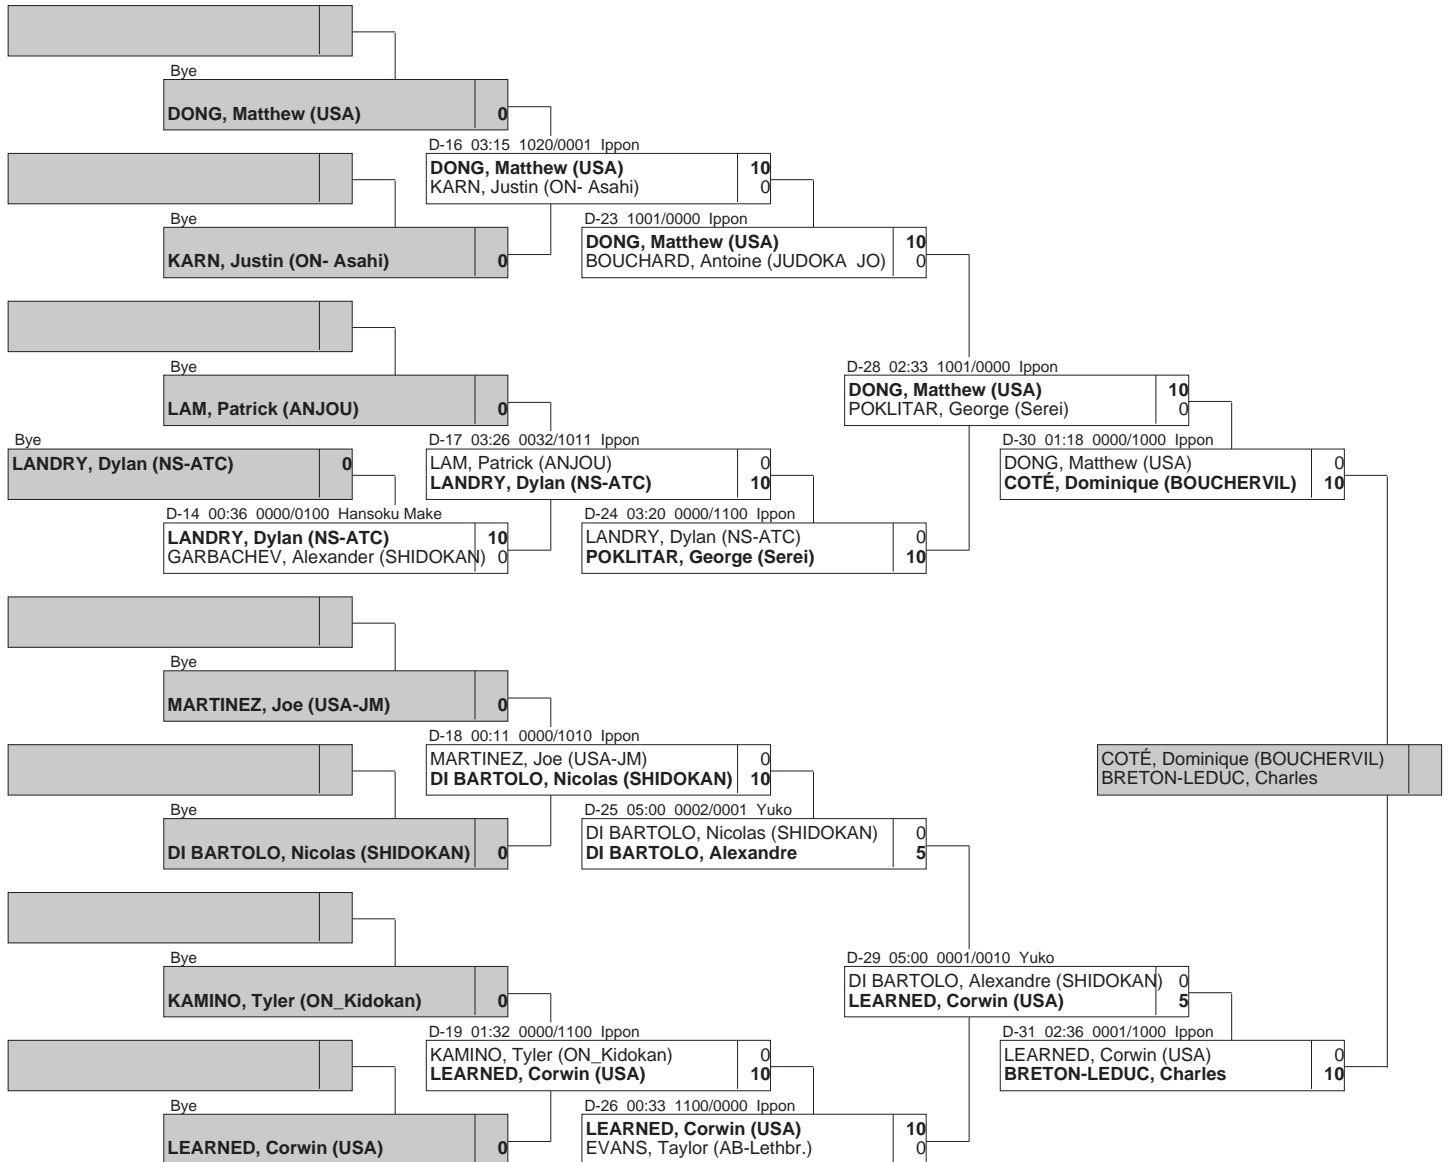 Bye
DONG, Matthew (USA) 0
D-16 03:15 1020/0001 Ippon
DONG, Matthew (USA) 10
KARN, Justin (ON- Asahi) 0
Bye
KARN, Justin (ON- Asahi) 0
D-23 1001/0000 Ippon
DONG, Matthew (USA) 10
BOUCHARD, Antoine (JUDOKA JO) 0
Bye
LAM, Patrick (ANJOU) 0
D-28 02:33 1001/0000 Ippon
DONG, Matthew (USA) 10
POKLITAR, George (Serei) 0
Bye
LANDRY, Dylan (NS-ATC) 0
D-17 03:26 0032/1011 Ippon
LAM, Patrick (ANJOU) 0
LANDRY, Dylan (NS-ATC) 10
D-30 01:18 0000/1000 Ippon
DONG, Matthew (USA) 0
COTÉ, Dominique (BOUCHERVIL) 10
D-14 00:36 0000/0100 Hansoku Make
LANDRY, Dylan (NS-ATC) 10
GARBACHEV, Alexander (SHIDOKAN) 0
D-24 03:20 0000/1100 Ippon
LANDRY, Dylan (NS-ATC) 0
POKLITAR, George (Serei) 10
Bye
MARTINEZ, Joe (USA-JM) 0
D-18 00:11 0000/1010 Ippon
MARTINEZ, Joe (USA-JM) 0
DI BARTOLO, Nicolas (SHIDOKAN) 10
COTÉ, Dominique (BOUCHERVIL)
BRETON-LEDUC, Charles
Bye
DI BARTOLO, Nicolas (SHIDOKAN) 0
D-25 05:00 0002/0001 Yuko
DI BARTOLO, Nicolas (SHIDOKAN) 0
DI BARTOLO, Alexandre 5
Bye
KAMINO, Tyler (ON_Kidokan) 0
D-29 05:00 0001/0010 Yuko
DI BARTOLO, Alexandre (SHIDOKAN) 0
LEARNED, Corwin (USA) 5
D-19 01:32 0000/1100 Ippon
KAMINO, Tyler (ON_Kidokan) 0
LEARNED, Corwin (USA) 10
D-31 02:36 0001/1000 Ippon
LEARNED, Corwin (USA) 0
BRETON-LEDUC, Charles 10
Bye
LEARNED, Corwin (USA) 0
D-26 00:33 1100/0000 Ippon
LEARNED, Corwin (USA) 10
EVANS, Taylor (AB-Lethbr.) 0